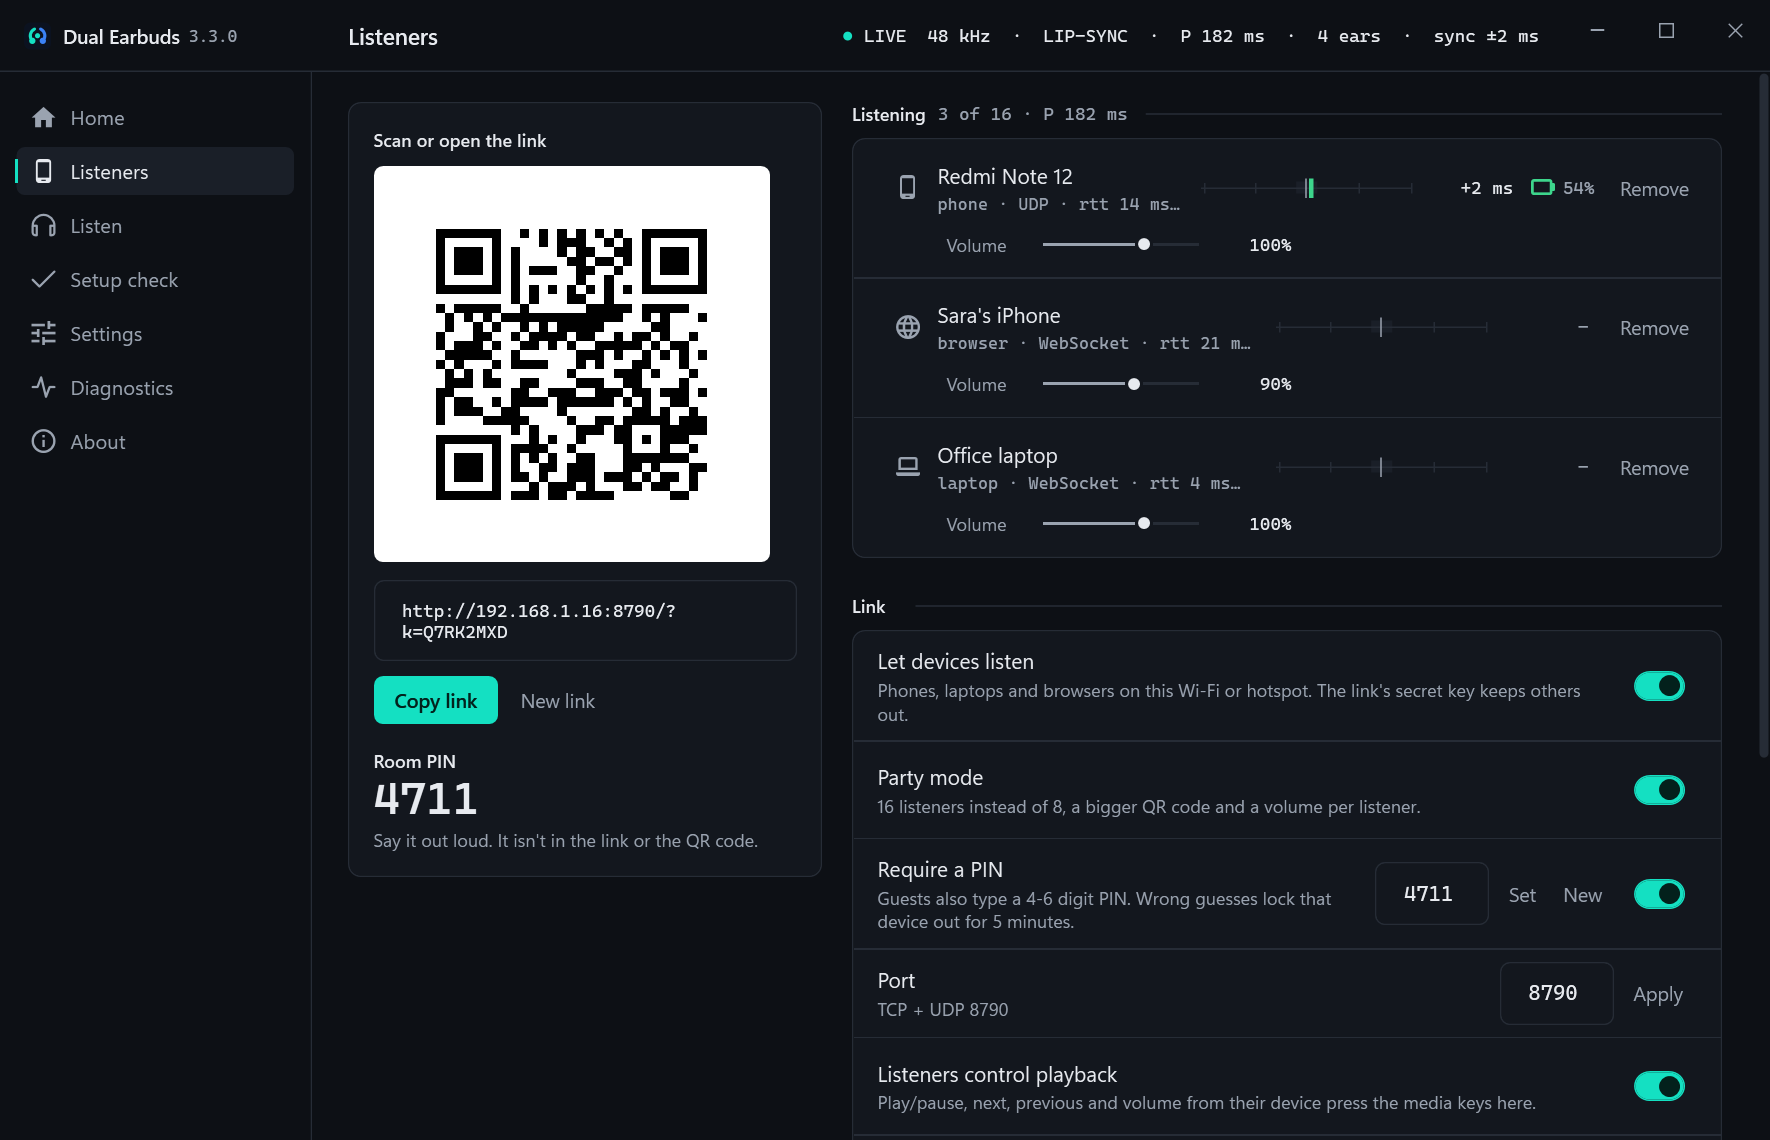 Dual Earbuds 3.3.0
Listeners
LIVE 48 kHz · LIP-SYNC · P 182 ms · 4 ears · sync ±2 ms
Home
Listeners
Listen
Setup check
Settings
Diagnostics
About
Scan or open the link
http://192.168.1.16:8790/?
k=Q7RK2MXD
Copy link New link
Room PIN
4711
Say it out loud. It isn't in the link or the QR code.
Listening 3 of 16 · P 182 ms
Redmi Note 12
phone · UDP · rtt 14 ms…
+2 ms 54% Remove
Volume 100%
Sara's iPhone
browser · WebSocket · rtt 21 m…
– Remove
Volume 90%
Office laptop
laptop · WebSocket · rtt 4 ms…
– Remove
Volume 100%
Link
Let devices listen
Phones, laptops and browsers on this Wi-Fi or hotspot. The link's secret key keeps others
out.
Party mode
16 listeners instead of 8, a bigger QR code and a volume per listener.
Require a PIN
Guests also type a 4-6 digit PIN. Wrong guesses lock that
device out for 5 minutes.
4711 Set New
Port
TCP + UDP 8790
8790 Apply
Listeners control playback
Play/pause, next, previous and volume from their device press the media keys here.